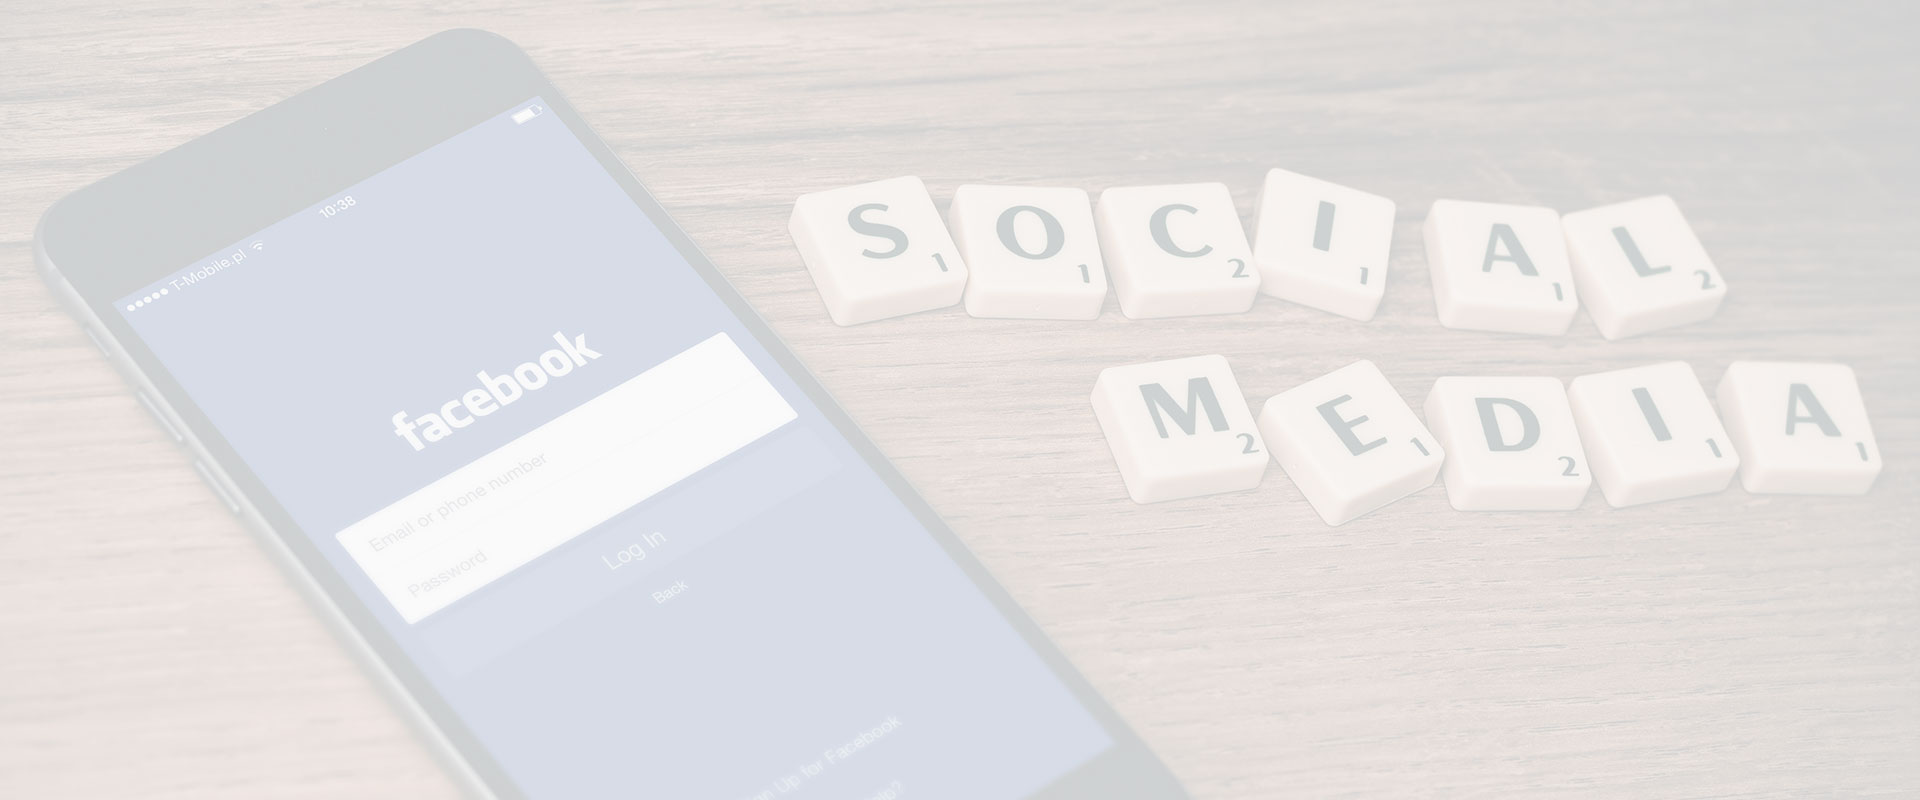 ●●●●● T-Mobile.pl 10:38
facebook
Email or phone number
Password
Log In
Back
Up for Facebook
S1 O1 C2 I1 A1 L2
M2 E1 D2 I1 A1